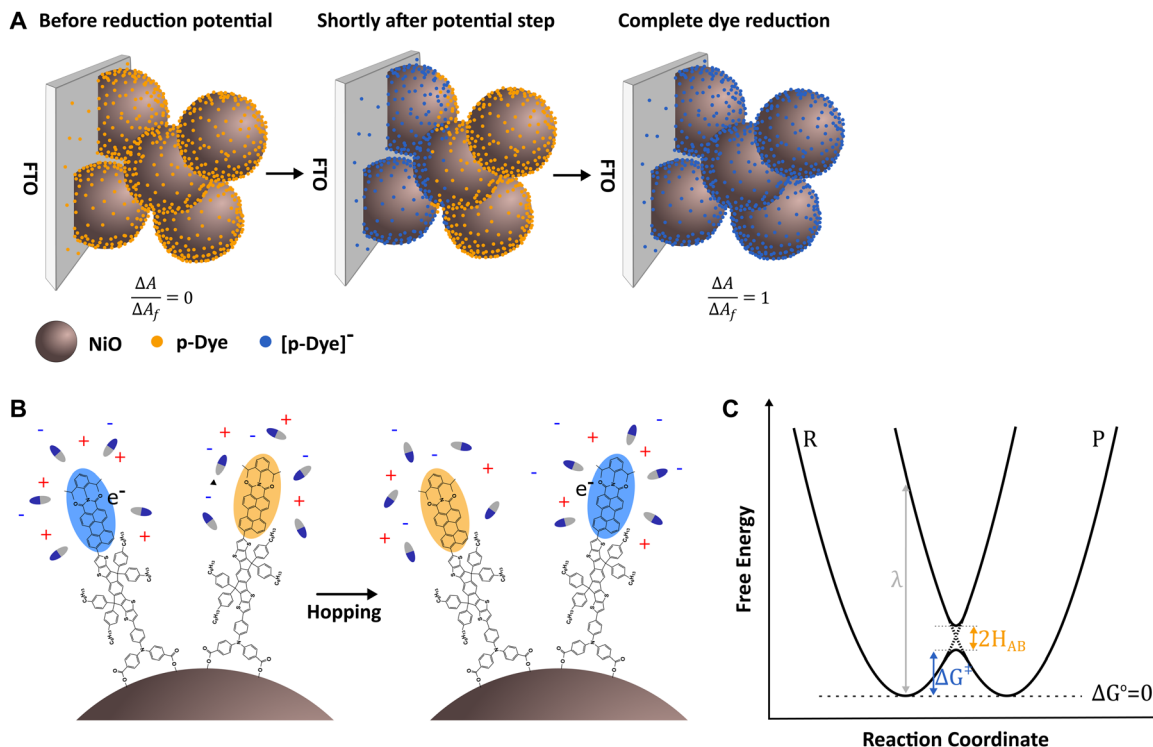 A
Before reduction potential
Shortly after potential step
Complete dye reduction
FTO
FTO
FTO
ΔA/ΔA_f = 0
ΔA/ΔA_f = 1
NiO
p-Dye
[p-Dye]⁻
B
e⁻
Hopping
e⁻
C
Free Energy
R
P
λ
2H_AB
ΔG‡
ΔG°=0
Reaction Coordinate